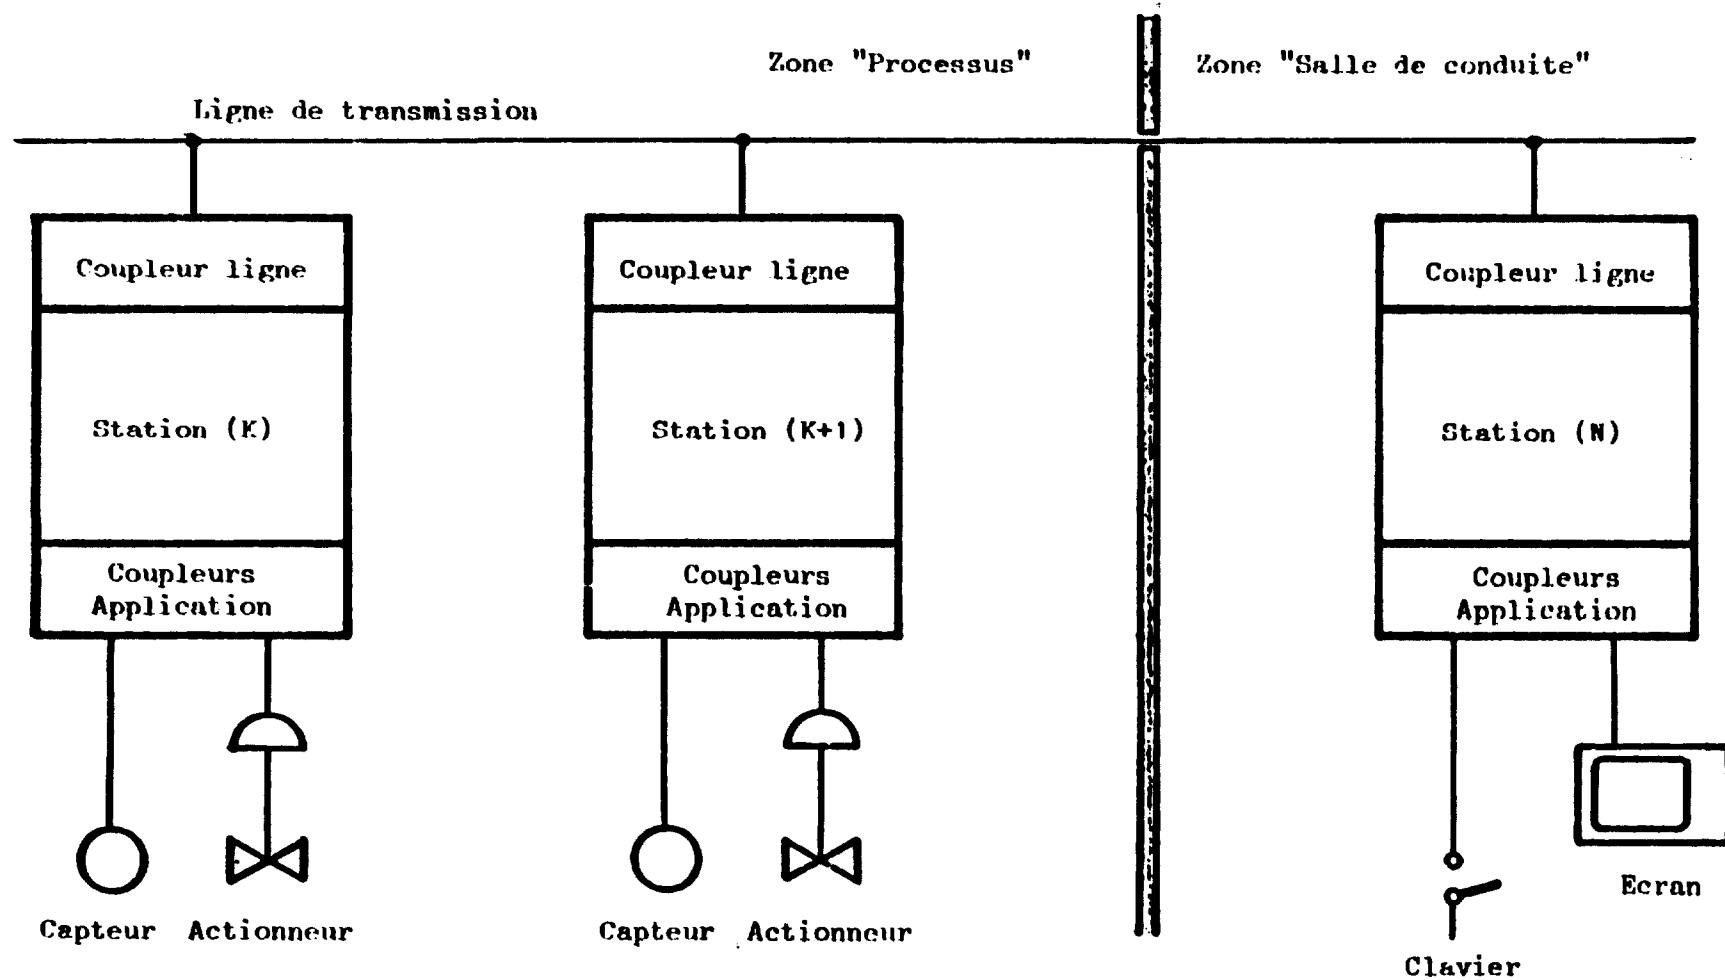 Zone "Processus"
Zone "Salle de conduite"
Ligne de transmission
Coupleur ligne
Station (K)
Coupleurs
Application
Capteur
Actionneur
Coupleur ligne
Station (K+1)
Coupleurs
Application
Capteur
Actionneur
Coupleur ligne
Station (N)
Coupleurs
Application
Clavier
Ecran